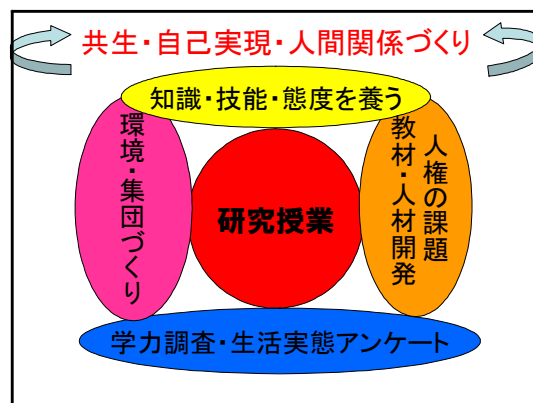 共生・自己実現・人間関係づくり
知識・技能・態度を養う
環境・集団づくり
研究授業
人権の課題
教材・人材開発
学力調査・生活実態アンケート